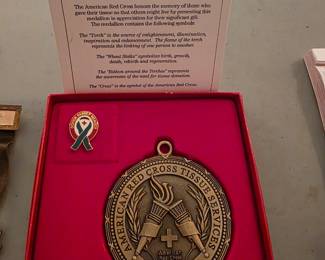 The American Red Cross honors the memory of those who
gave their tissue so that others might live by presenting this
medallion in appreciation for their significant gift.
The medallion contains the following symbols:
The "Torch" is the source of enlightenment, illumination,
inspiration and enhancement. The flame of the torch
represents the linking of one person to another.
The "Wheat Stalks" symbolize birth, growth,
death, rebirth and regeneration.
The "Ribbon around the Torches" represents
the awareness of the need for tissue donation.
The "Cross" is the symbol of the American Red Cross.
AMERICAN RED CROSS TISSUE SERVICES